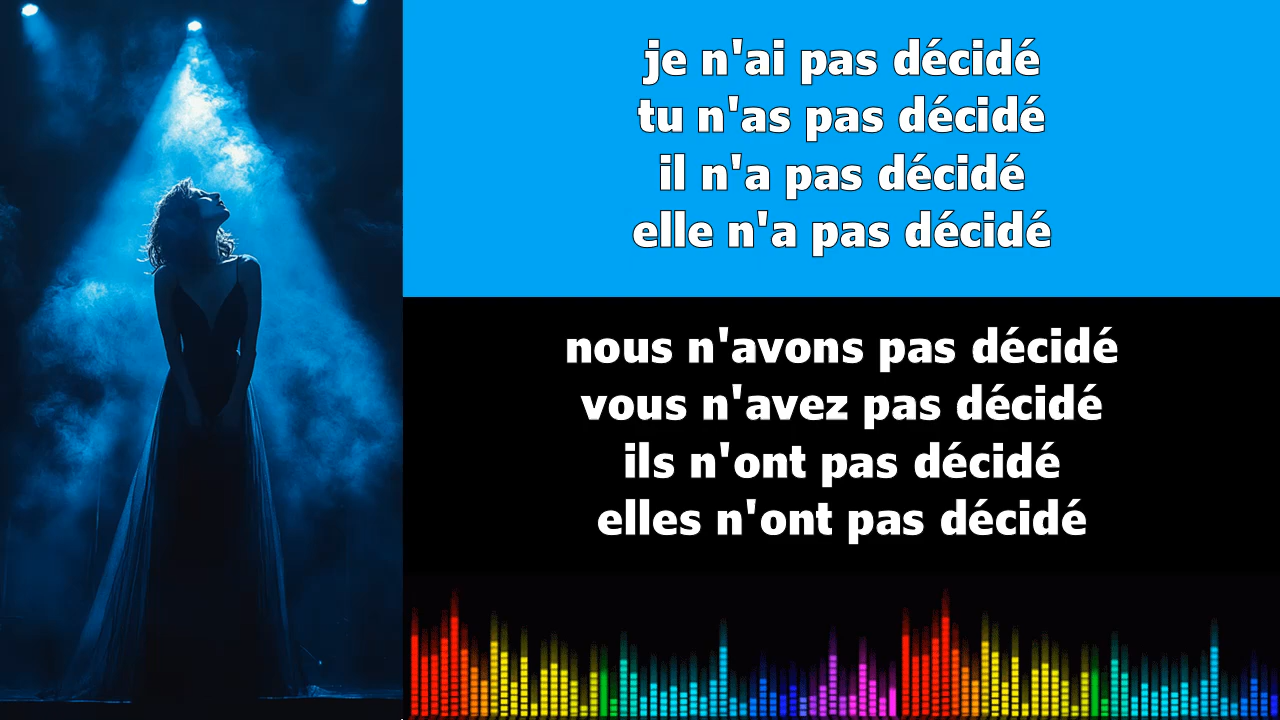 je n'ai pas décidé
tu n'as pas décidé
il n'a pas décidé
elle n'a pas décidé
nous n'avons pas décidé
vous n'avez pas décidé
ils n'ont pas décidé
elles n'ont pas décidé